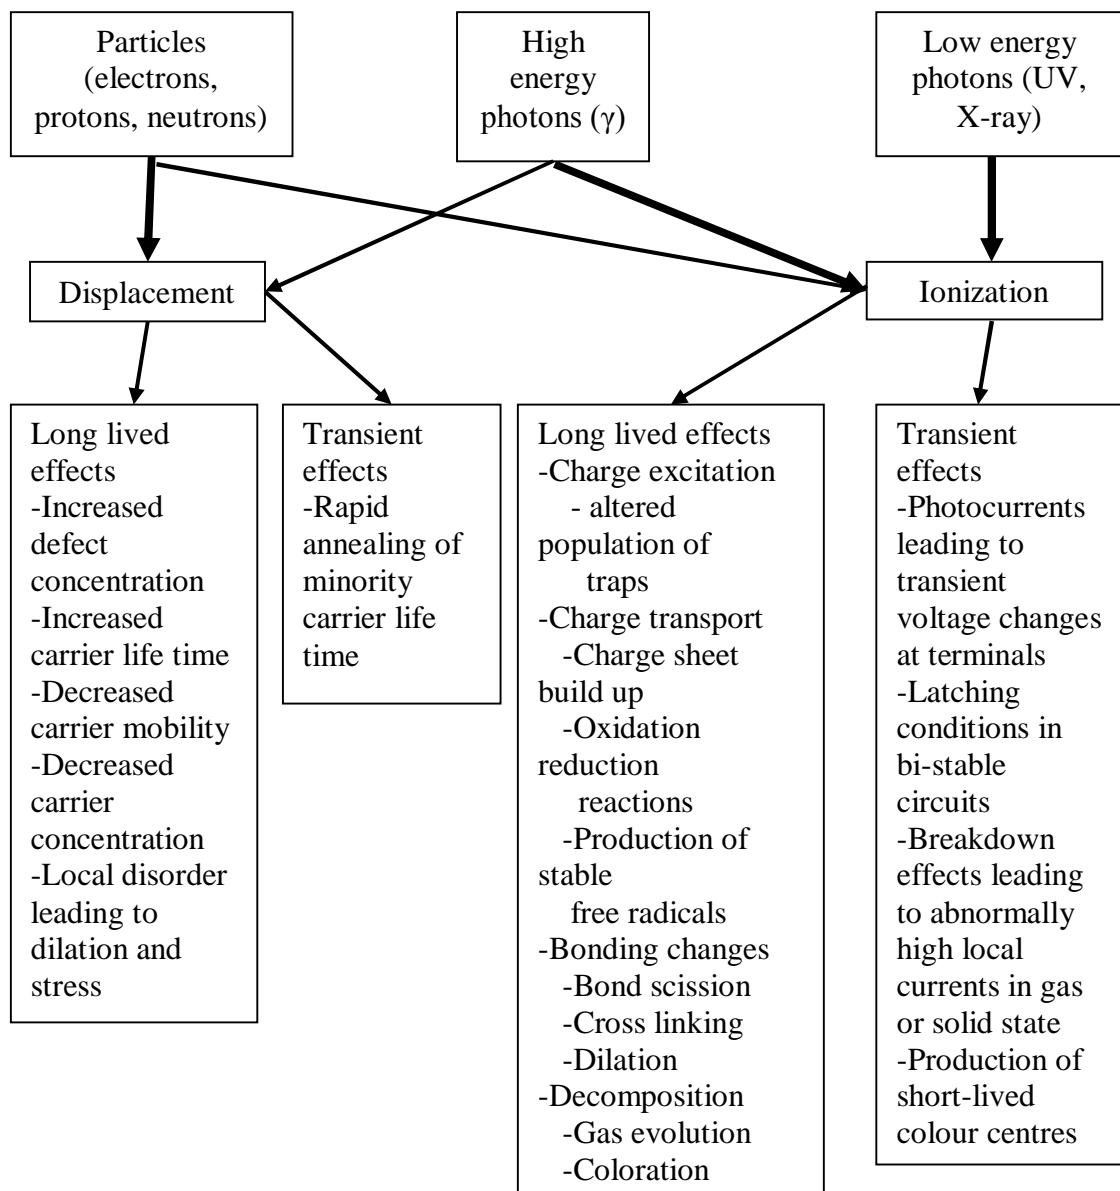 Particles
(electrons,
protons, neutrons)
High
energy
photons (γ)
Low energy
photons (UV,
X-ray)
Displacement
Ionization
Long lived
effects
-Increased
defect
concentration
-Increased
carrier life time
-Decreased
carrier mobility
-Decreased
carrier
concentration
-Local disorder
leading to
dilation and
stress
Transient
effects
-Rapid
annealing of
minority
carrier life
time
Long lived effects
-Charge excitation
- altered
population of
traps
-Charge transport
-Charge sheet
build up
-Oxidation
reduction
reactions
-Production of
stable
free radicals
-Bonding changes
-Bond scission
-Cross linking
-Dilation
-Decomposition
-Gas evolution
-Coloration
Transient
effects
-Photocurrents
leading to
transient
voltage changes
at terminals
-Latching
conditions in
bi-stable
circuits
-Breakdown
effects leading
to abnormally
high local
currents in gas
or solid state
-Production of
short-lived
colour centres